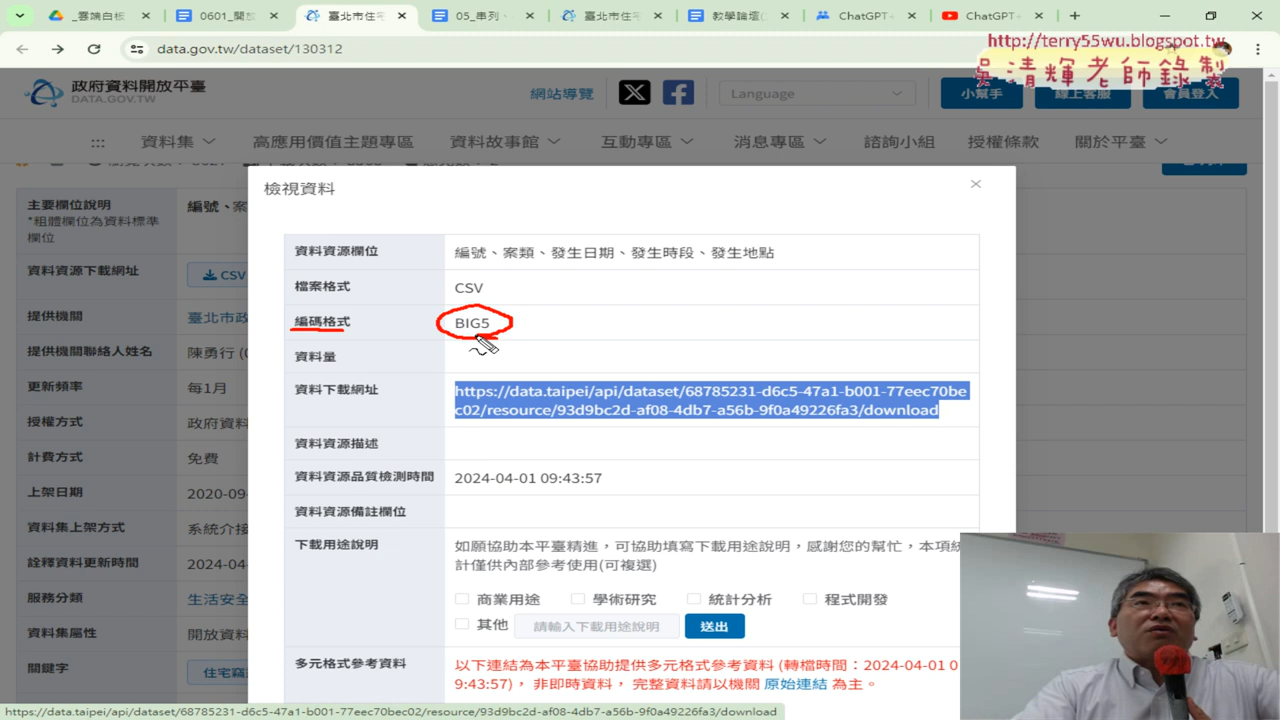 _雲端白板
0601_開放
臺北市住宅
05_串列、
臺北市住宅
教學論壇(
ChatGPT+
ChatGPT+
data.gov.tw/dataset/130312
http://terry55wu.blogspot.tw
吳清輝老師錄製
政府資料開放平臺
DATA.GOV.TW
網站導覽
Language
小幫手
線上客服
會員登入
資料集
高應用價值主題專區
資料故事館
互動專區
消息專區
諮詢小組
授權條款
關於平臺
主要欄位說明
*粗體欄位為資料標準欄位
編號、案
資料資源下載網址
CSV
提供機關
臺北市政
提供機關聯絡人姓名
陳勇行 (0
更新頻率
每1月
授權方式
政府資料
計費方式
免費
上架日期
2020-09-
資料集上架方式
系統介接
詮釋資料更新時間
2024-04
服務分類
生活安全
資料集屬性
開放資料
關鍵字
住宅竊
檢視資料
資料資源欄位
編號、案類、發生日期、發生時段、發生地點
檔案格式
CSV
編碼格式
BIG5
資料量
資料下載網址
https://data.taipei/api/dataset/68785231-d6c5-47a1-b001-77eec70be
c02/resource/93d9bc2d-af08-4db7-a56b-9f0a49226fa3/download
資料資源描述
資料資源品質檢測時間
2024-04-01 09:43:57
資料資源備註欄位
下載用途說明
如願協助本平臺精進，可協助填寫下載用途說明，感謝您的幫忙，本項統
計僅供內部參考使用(可複選)
商業用途
學術研究
統計分析
程式開發
其他
請輸入下載用途說明
送出
多元格式參考資料
以下連結為本平臺協助提供多元格式參考資料 (轉檔時間：2024-04-01 0
9:43:57)， 非即時資料， 完整資料請以機關 原始連結 為主。
https://data.taipei/api/dataset/68785231-d6c5-47a1-b001-77eec70bec02/resource/93d9bc2d-af08-4db7-a56b-9f0a49226fa3/download